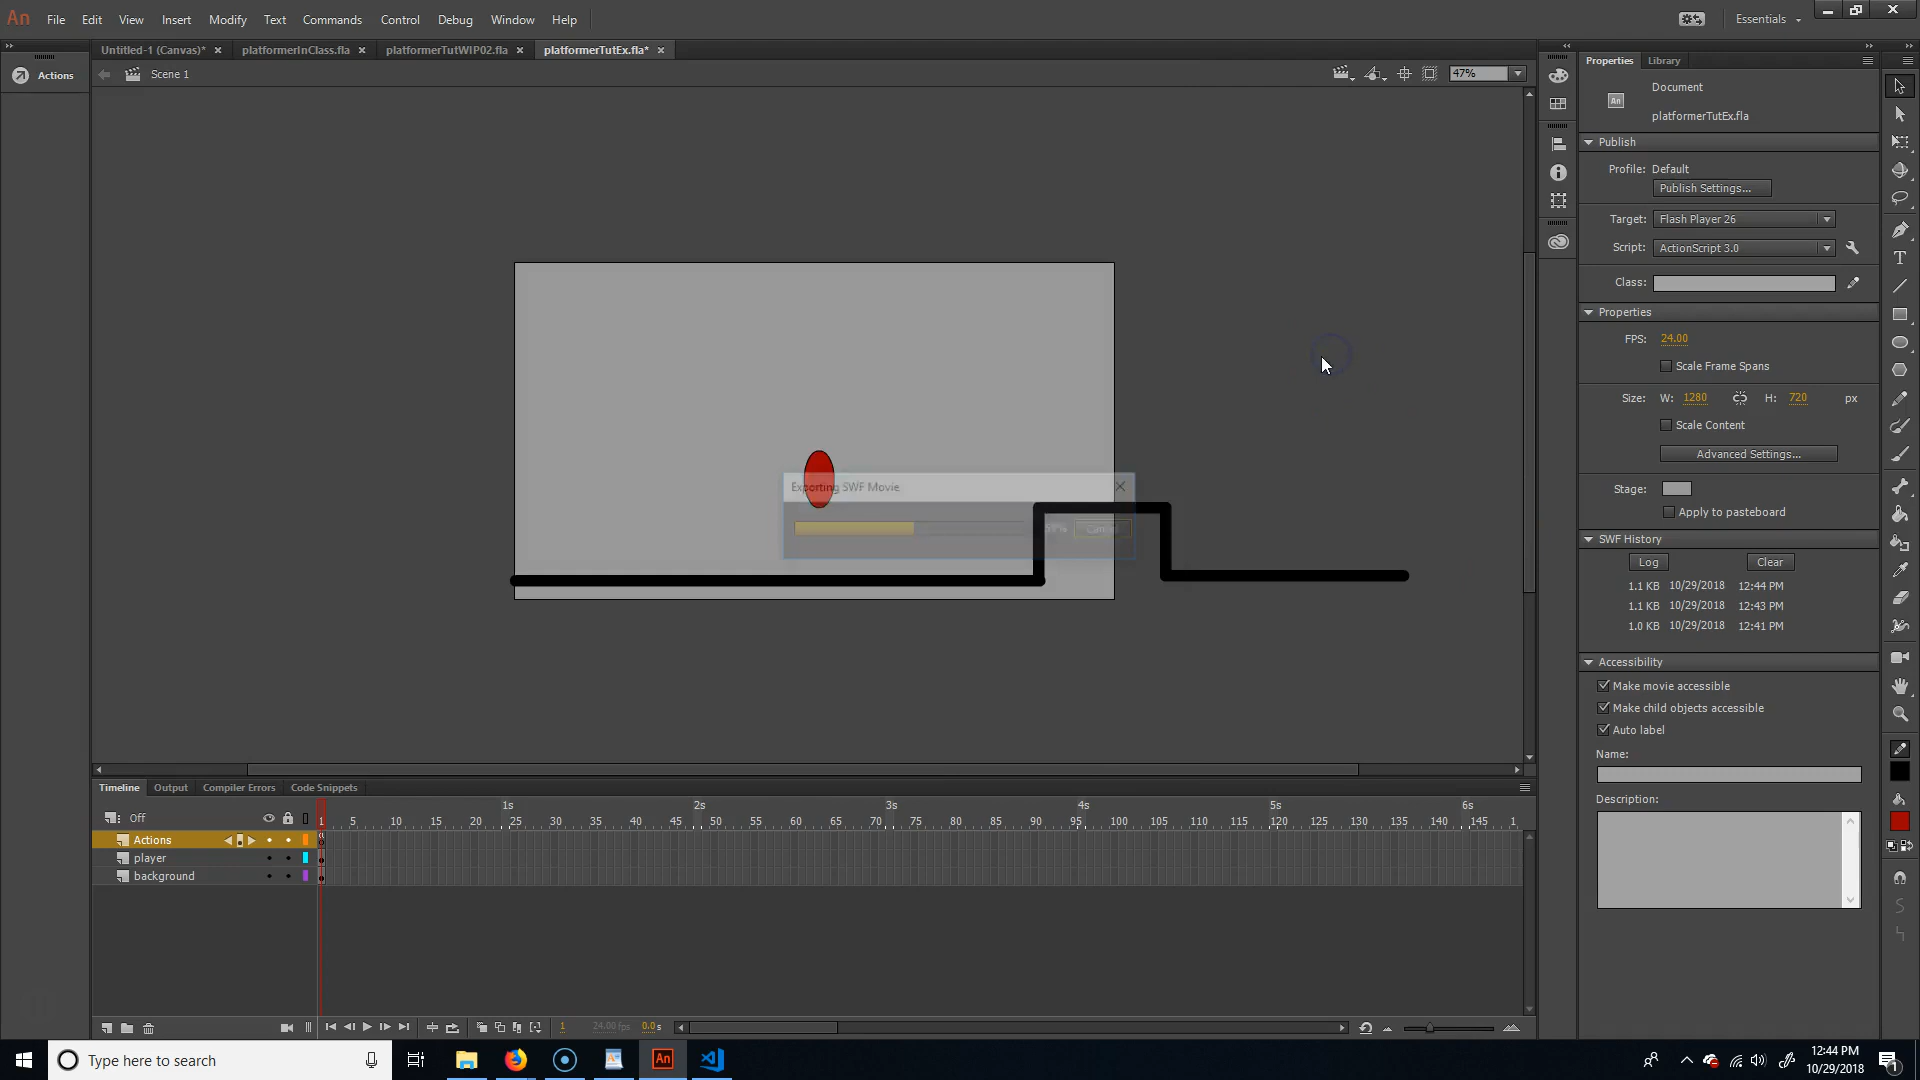 An File Edit View Insert Modify Text Commands Control Debug Window Help Essentials
Untitled-1 (Canvas)* × platformerInClass.fla × platformerTutWIP02.fla × platformerTutEx.fla* ×
Actions
Scene 1
47%
Exporting SWF Movie
Properties Library
Document
An
platformerTutEx.fla
Publish
Profile: Default
Publish Settings...
Target: Flash Player 26
Script: ActionScript 3.0
Class:
Properties
FPS: 24.00
Scale Frame Spans
Size: W: 1280 H: 720 px
Scale Content
Advanced Settings...
Stage:
Apply to pasteboard
SWF History
Log Clear
1.1 KB 10/29/2018 12:44 PM
1.1 KB 10/29/2018 12:43 PM
1.0 KB 10/29/2018 12:41 PM
Accessibility
Make movie accessible
Make child objects accessible
Auto label
Name:
Description:
Timeline Output Compiler Errors Code Snippets
1s 2s 3s 4s 5s 6s
Off 1 5 10 15 20 25 30 35 40 45 50 55 60 65 70 75 80 85 90 95 100 105 110 115 120 125 130 135 140 145 1
Actions
player
background
1 24.00 fps 0.0 s
Type here to search
An
12:44 PM
10/29/2018
1